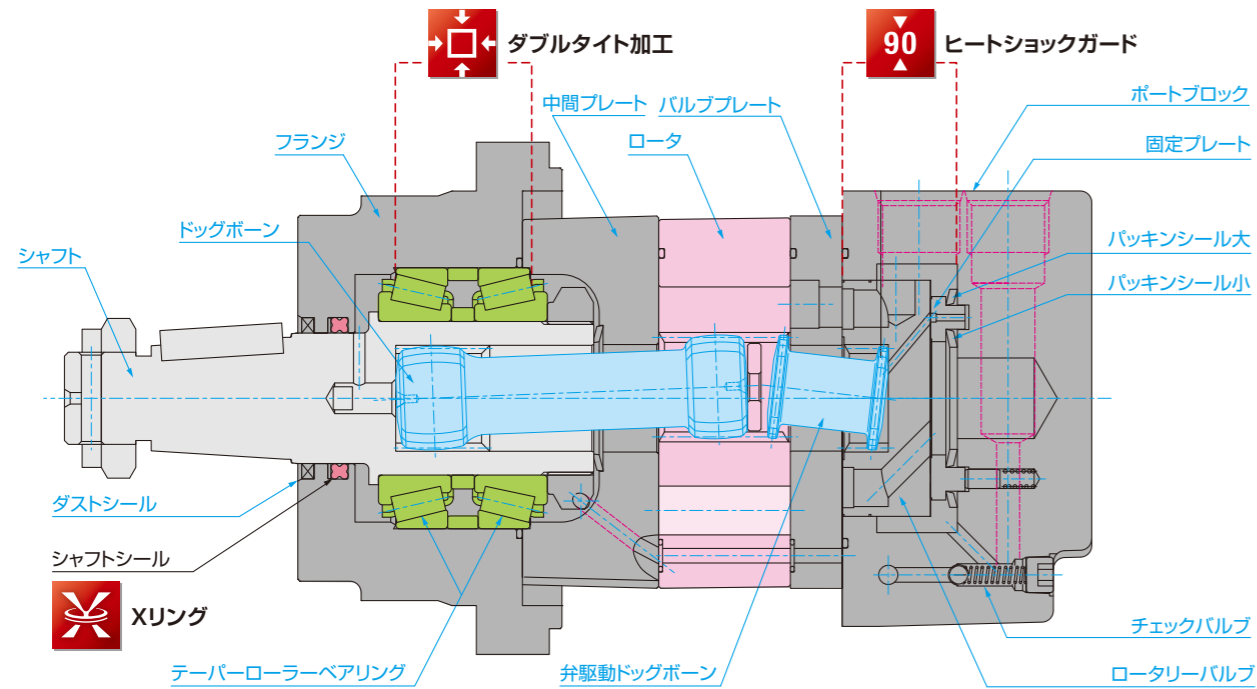 ダブルタイト加工
90
ヒートショックガード
中間プレート
バルブプレート
ポートブロック
フランジ
ロータ
固定プレート
ドッグボーン
パッキンシール大
シャフト
パッキンシール小
ダストシール
シャフトシール
Xリング
チェックバルブ
テーパーローラーベアリング
弁駆動ドッグボーン
ロータリーバルブ